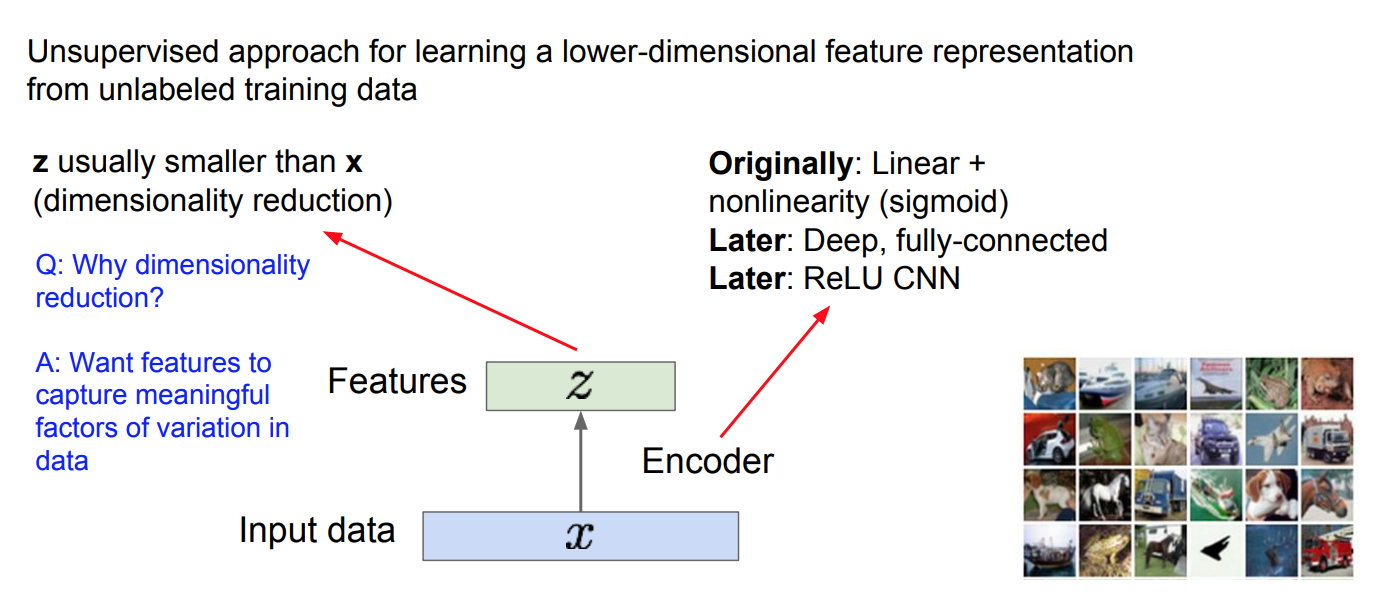 Unsupervised approach for learning a lower-dimensional feature representation
from unlabeled training data
z usually smaller than x
(dimensionality reduction)
Q: Why dimensionality
reduction?
A: Want features to
capture meaningful
factors of variation in
data
Originally: Linear +
nonlinearity (sigmoid)
Later: Deep, fully-connected
Later: ReLU CNN
Features
z
Encoder
Input data
x